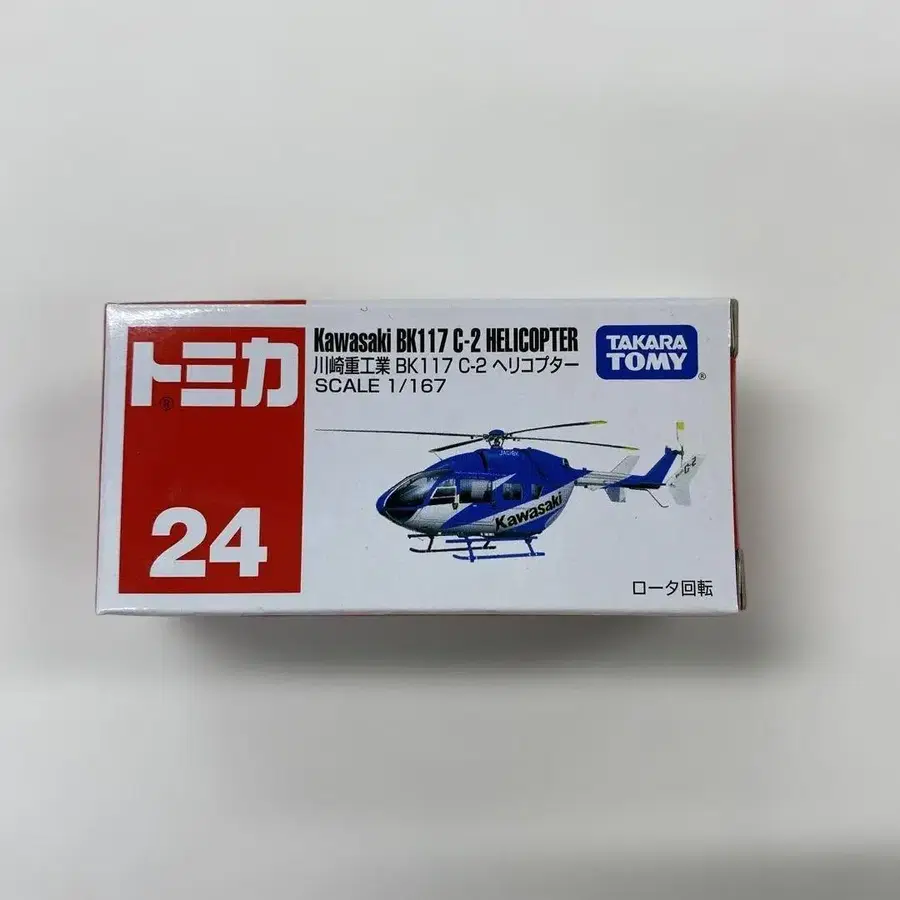 トミカ
®
24
Kawasaki BK117 C-2 HELICOPTER
川崎重工業 BK117 C-2 ヘリコプター
SCALE 1/167
TAKARA
TOMY
®
Kawasaki
C-2
ロータ回転